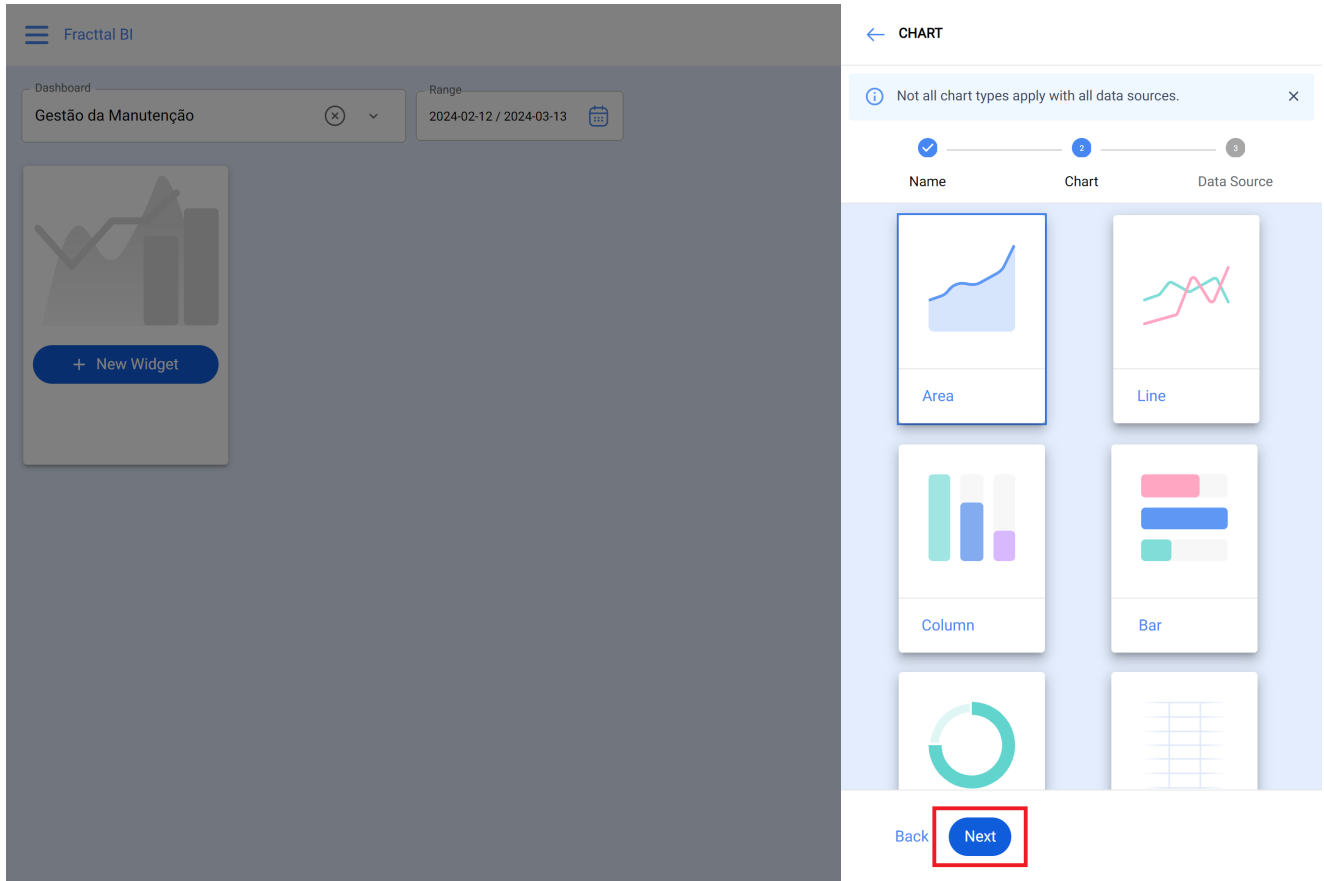 Fracttal BI
Dashboard
Gestão da Manutenção
Range
2024-02-12 / 2024-03-13
+ New Widget
CHART
Not all chart types apply with all data sources.
2
3
Name
Chart
Data Source
Area
Line
Column
Bar
Back
Next